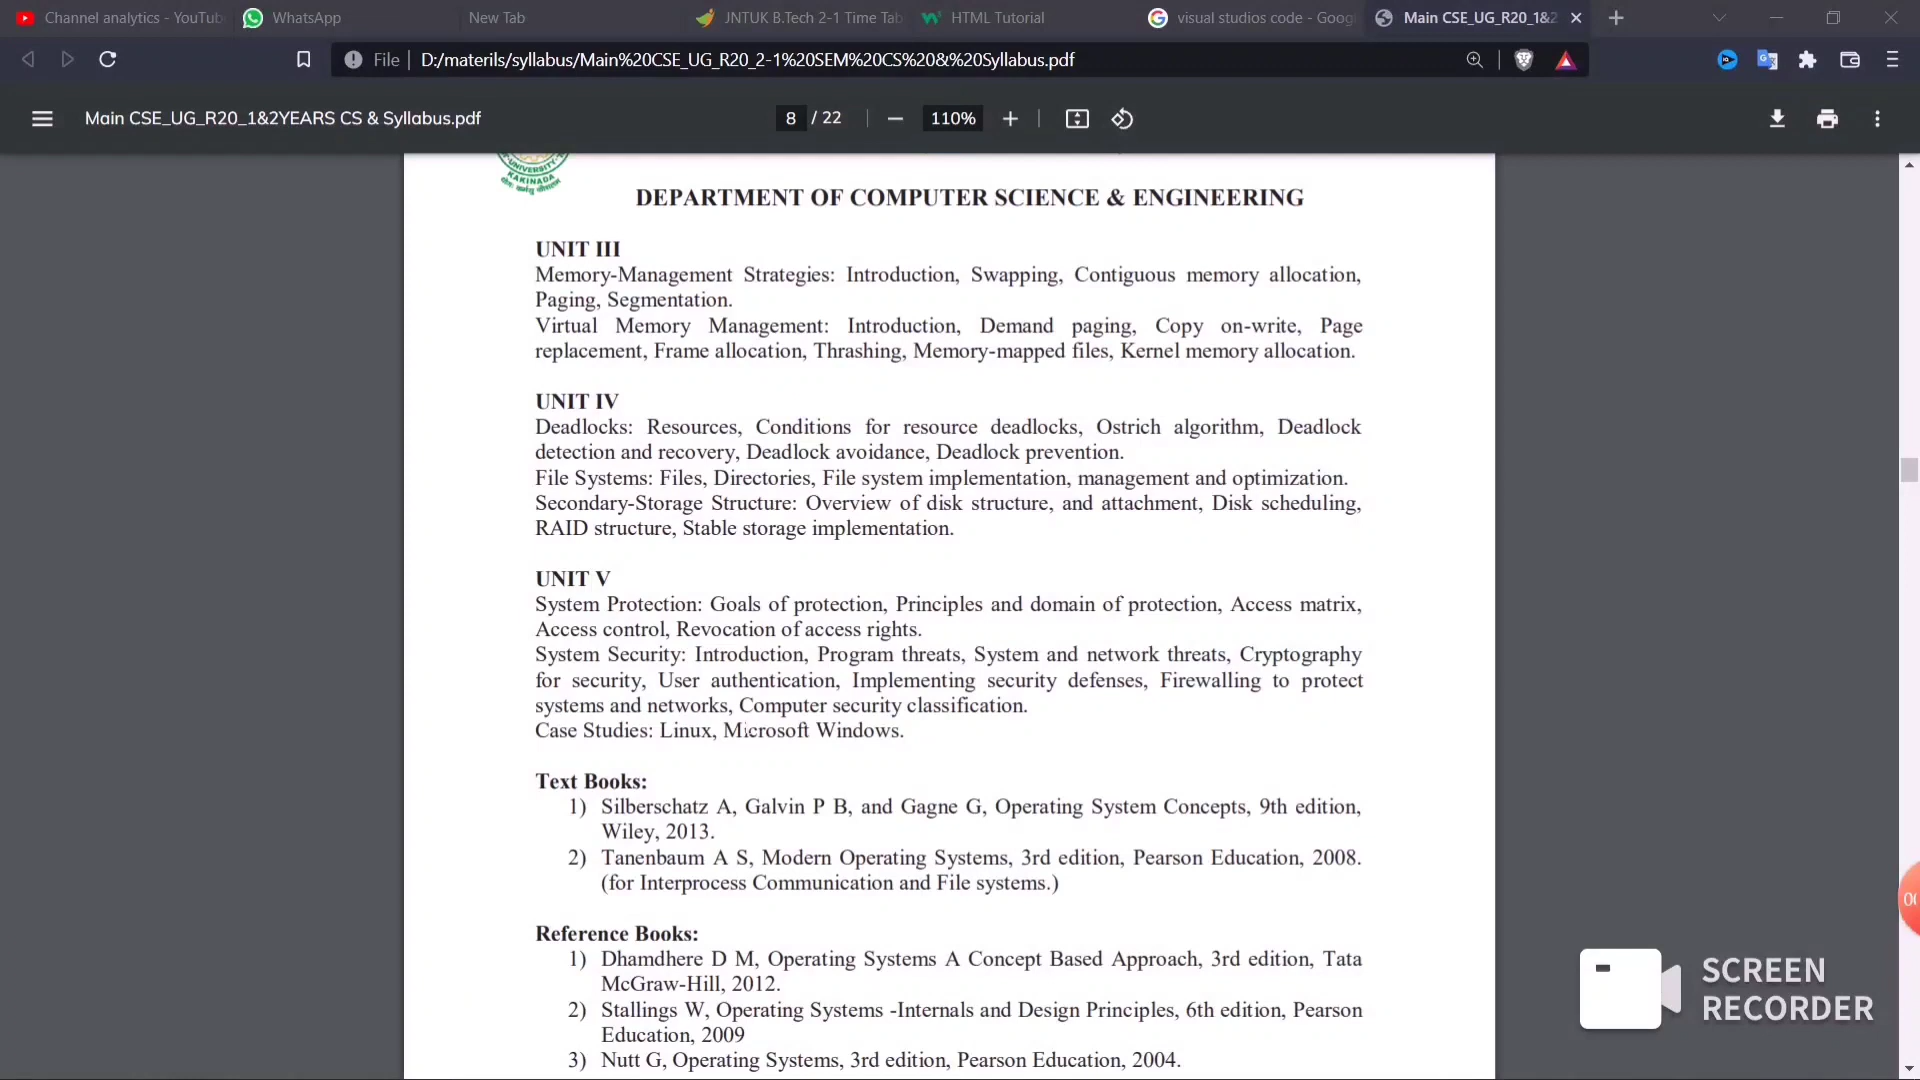 Channel analytics - YouTub
WhatsApp
New Tab
JNTUK B.Tech 2-1 Time Tab
HTML Tutorial
visual studios code - Goog
Main CSE_UG_R20_1&2
File
D:/materils/syllabus/Main%20CSE_UG_R20_2-1%20SEM%20CS%20&%20Syllabus.pdf
Main CSE_UG_R20_1&2YEARS CS & Syllabus.pdf
8 / 22
110%
KAKINADA
DEPARTMENT OF COMPUTER SCIENCE & ENGINEERING
UNIT III
Memory-Management Strategies: Introduction, Swapping, Contiguous memory allocation,
Paging, Segmentation.
Virtual Memory Management: Introduction, Demand paging, Copy on-write, Page
replacement, Frame allocation, Thrashing, Memory-mapped files, Kernel memory allocation.
UNIT IV
Deadlocks: Resources, Conditions for resource deadlocks, Ostrich algorithm, Deadlock
detection and recovery, Deadlock avoidance, Deadlock prevention.
File Systems: Files, Directories, File system implementation, management and optimization.
Secondary-Storage Structure: Overview of disk structure, and attachment, Disk scheduling,
RAID structure, Stable storage implementation.
UNIT V
System Protection: Goals of protection, Principles and domain of protection, Access matrix,
Access control, Revocation of access rights.
System Security: Introduction, Program threats, System and network threats, Cryptography
for security, User authentication, Implementing security defenses, Firewalling to protect
systems and networks, Computer security classification.
Case Studies: Linux, Microsoft Windows.
Text Books:
1) Silberschatz A, Galvin P B, and Gagne G, Operating System Concepts, 9th edition,
Wiley, 2013.
2) Tanenbaum A S, Modern Operating Systems, 3rd edition, Pearson Education, 2008.
(for Interprocess Communication and File systems.)
Reference Books:
1) Dhamdhere D M, Operating Systems A Concept Based Approach, 3rd edition, Tata
McGraw-Hill, 2012.
2) Stallings W, Operating Systems -Internals and Design Principles, 6th edition, Pearson
Education, 2009
3) Nutt G, Operating Systems, 3rd edition, Pearson Education, 2004.
SCREEN
RECORDER